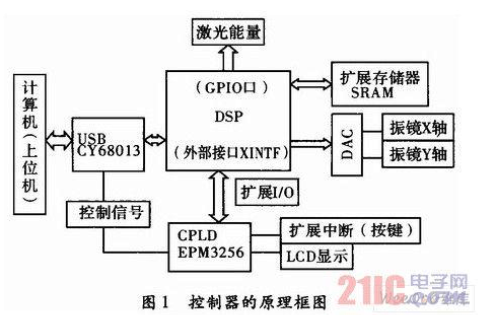 激光能量
计算机(上位机)
USB
CY68013
(GPIO口)
DSP
(外部接口XINTF)
扩展存储器
SRAM
DAC
振镜X轴
振镜Y轴
扩展I/O
控制信号
CPLD
EPM3256
扩展中断(按键)
LCD显示
图1 控制器的原理框图
21IC电子网